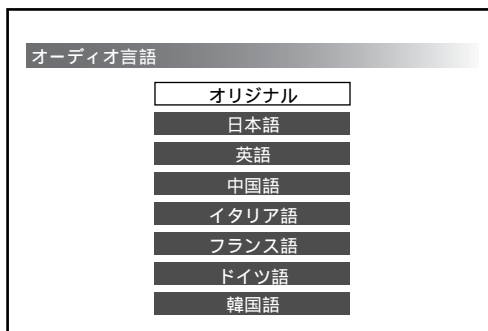 オーディオ言語
オリジナル
日本語
英語
中国語
イタリア語
フランス語
ドイツ語
韓国語